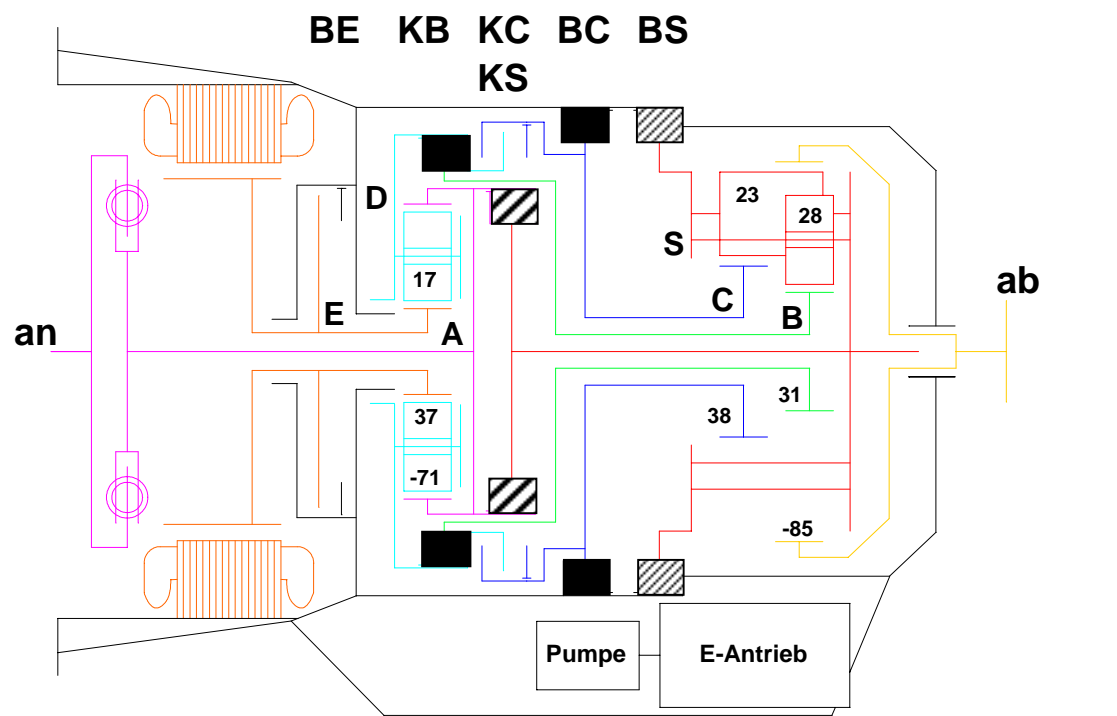 BE KB KC BC BS
KS
D
23
28
S
17
ab
C
E
B
A
an
31
37
38
-71
-85
Pumpe
E-Antrieb